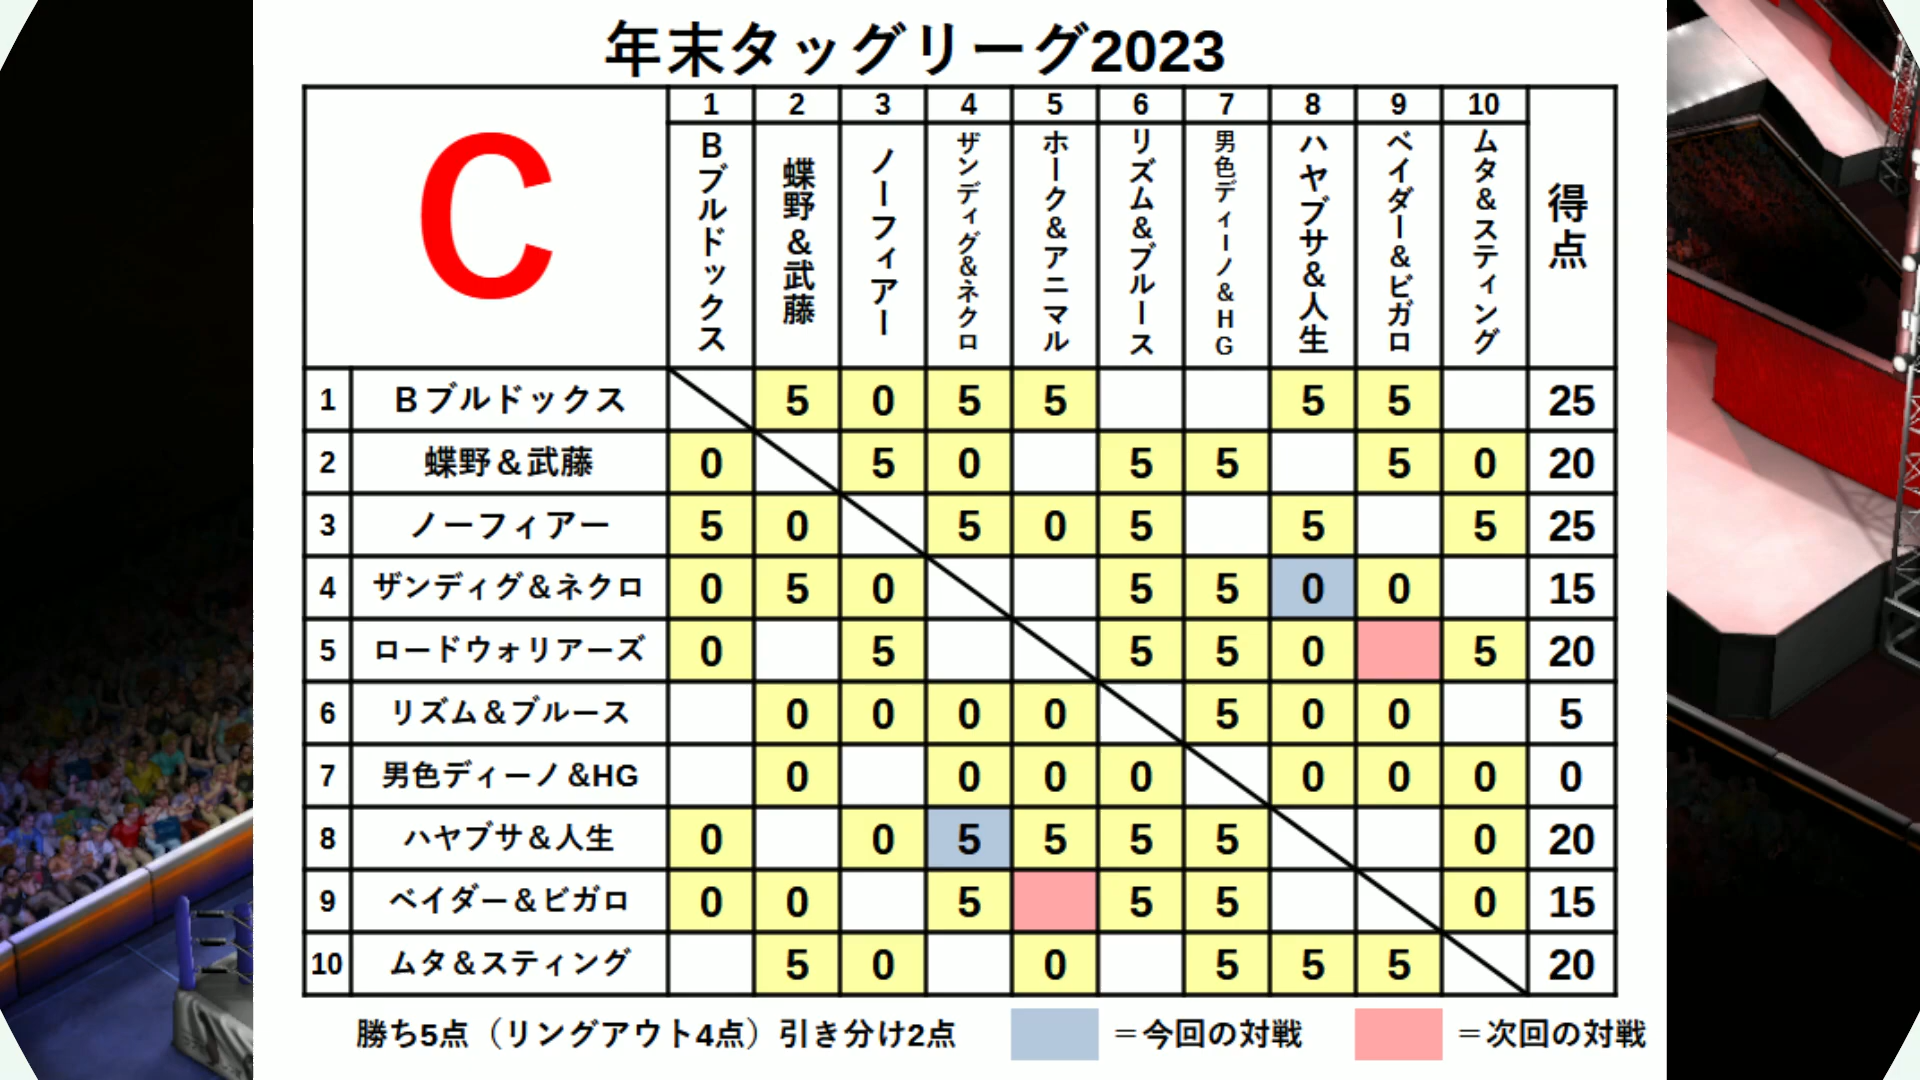 年末タッグリーグ2023
C
1 2 3 4 5 6 7 8 9 10 得点
Bブルドックス 蝶野&武藤 ノーフィアー ザンディグ&ネクロ ホーク&アニマル リズム&ブルース 男色ディーノ&HG ハヤブサ&人生 ベイダー&ビガロ ムタ&スティング
1 Bブルドックス 5 0 5 5 5 5 25
2 蝶野&武藤 0 5 0 5 5 5 0 20
3 ノーフィアー 5 0 5 0 5 5 5 25
4 ザンディグ&ネクロ 0 5 0 5 5 0 0 15
5 ロードウォリアーズ 0 5 5 5 0 5 20
6 リズム&ブルース 0 0 0 0 5 0 0 5
7 男色ディーノ&HG 0 0 0 0 0 0 0 0
8 ハヤブサ&人生 0 0 5 5 5 5 0 20
9 ベイダー&ビガロ 0 0 5 5 5 0 15
10 ムタ&スティング 5 0 0 5 5 5 20
勝ち5点(リングアウト4点)引き分け2点 =今回の対戦 =次回の対戦